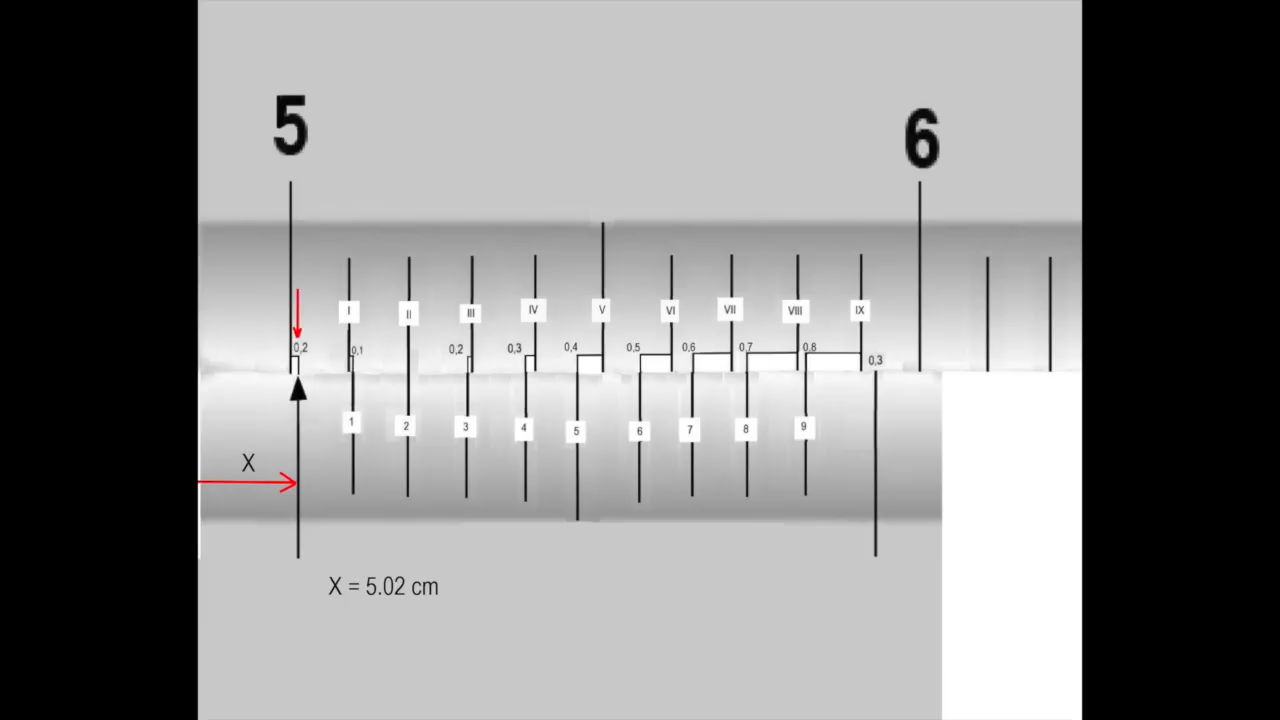 5 6
I II III IV V VI VII VIII IX
0,2 0,1 0,2 0,3 0,4 0,5 0,6 0,7 0,8 0,3
1 2 3 4 5 6 7 8 9
X
X = 5.02 cm